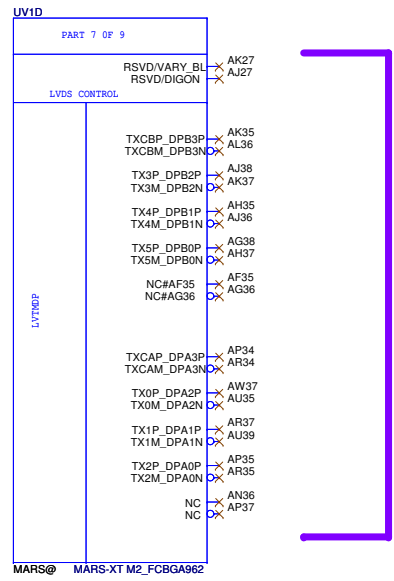 UV1D
PART 7 OF 9
RSVD/VARY_BL AK27
RSVD/DIGON AJ27
LVDS CONTROL
TXCBP_DPB3P AK35
TXCBM_DPB3N AL36
TX3P_DPB2P AJ38
TX3M_DPB2N AK37
TX4P_DPB1P AH35
TX4M_DPB1N AJ36
TX5P_DPB0P AG38
TX5M_DPB0N AH37
NC#AF35 AF35
NC#AG36 AG36
LVTMDP
TXCAP_DPA3P AP34
TXCAM_DPA3N AR34
TX0P_DPA2P AW37
TX0M_DPA2N AU35
TX1P_DPA1P AR37
TX1M_DPA1N AU39
TX2P_DPA0P AP35
TX2M_DPA0N AR35
NC AN36
NC AP37
MARS@ MARS-XT M2_FCBGA962